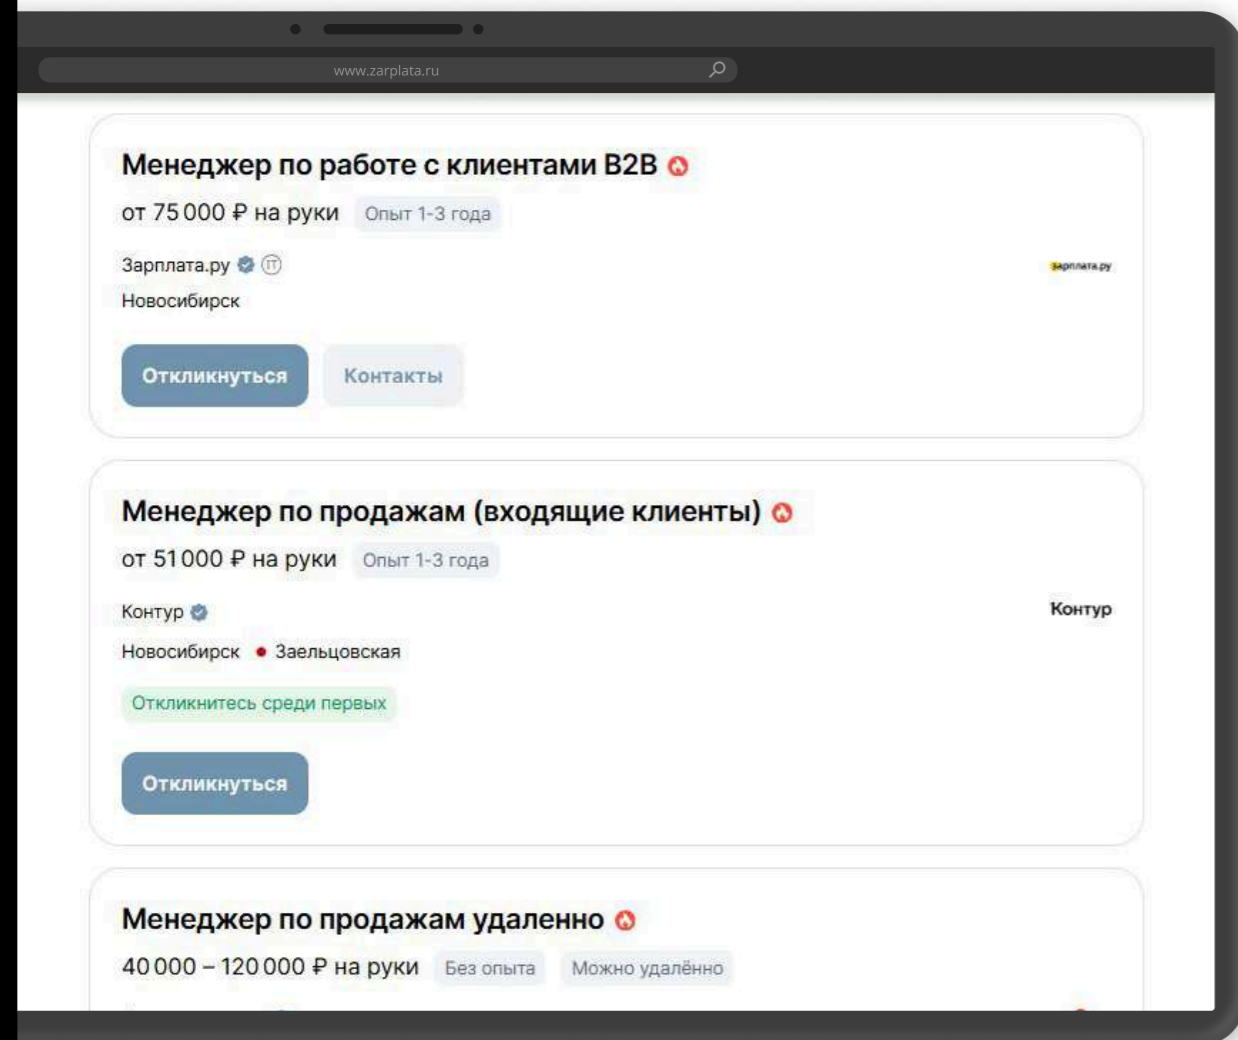 www.zarplata.ru
Менеджер по работе с клиентами B2B
от 75 000 ₽ на руки Опыт 1-3 года
Зарплата.ру IT
зарплата.ру
Новосибирск
Откликнуться Контакты
Менеджер по продажам (входящие клиенты)
от 51 000 ₽ на руки Опыт 1-3 года
Контур
Контур
Новосибирск • Заельцовская
Откликнитесь среди первых
Откликнуться
Менеджер по продажам удаленно
40 000 – 120 000 ₽ на руки Без опыта Можно удалённо